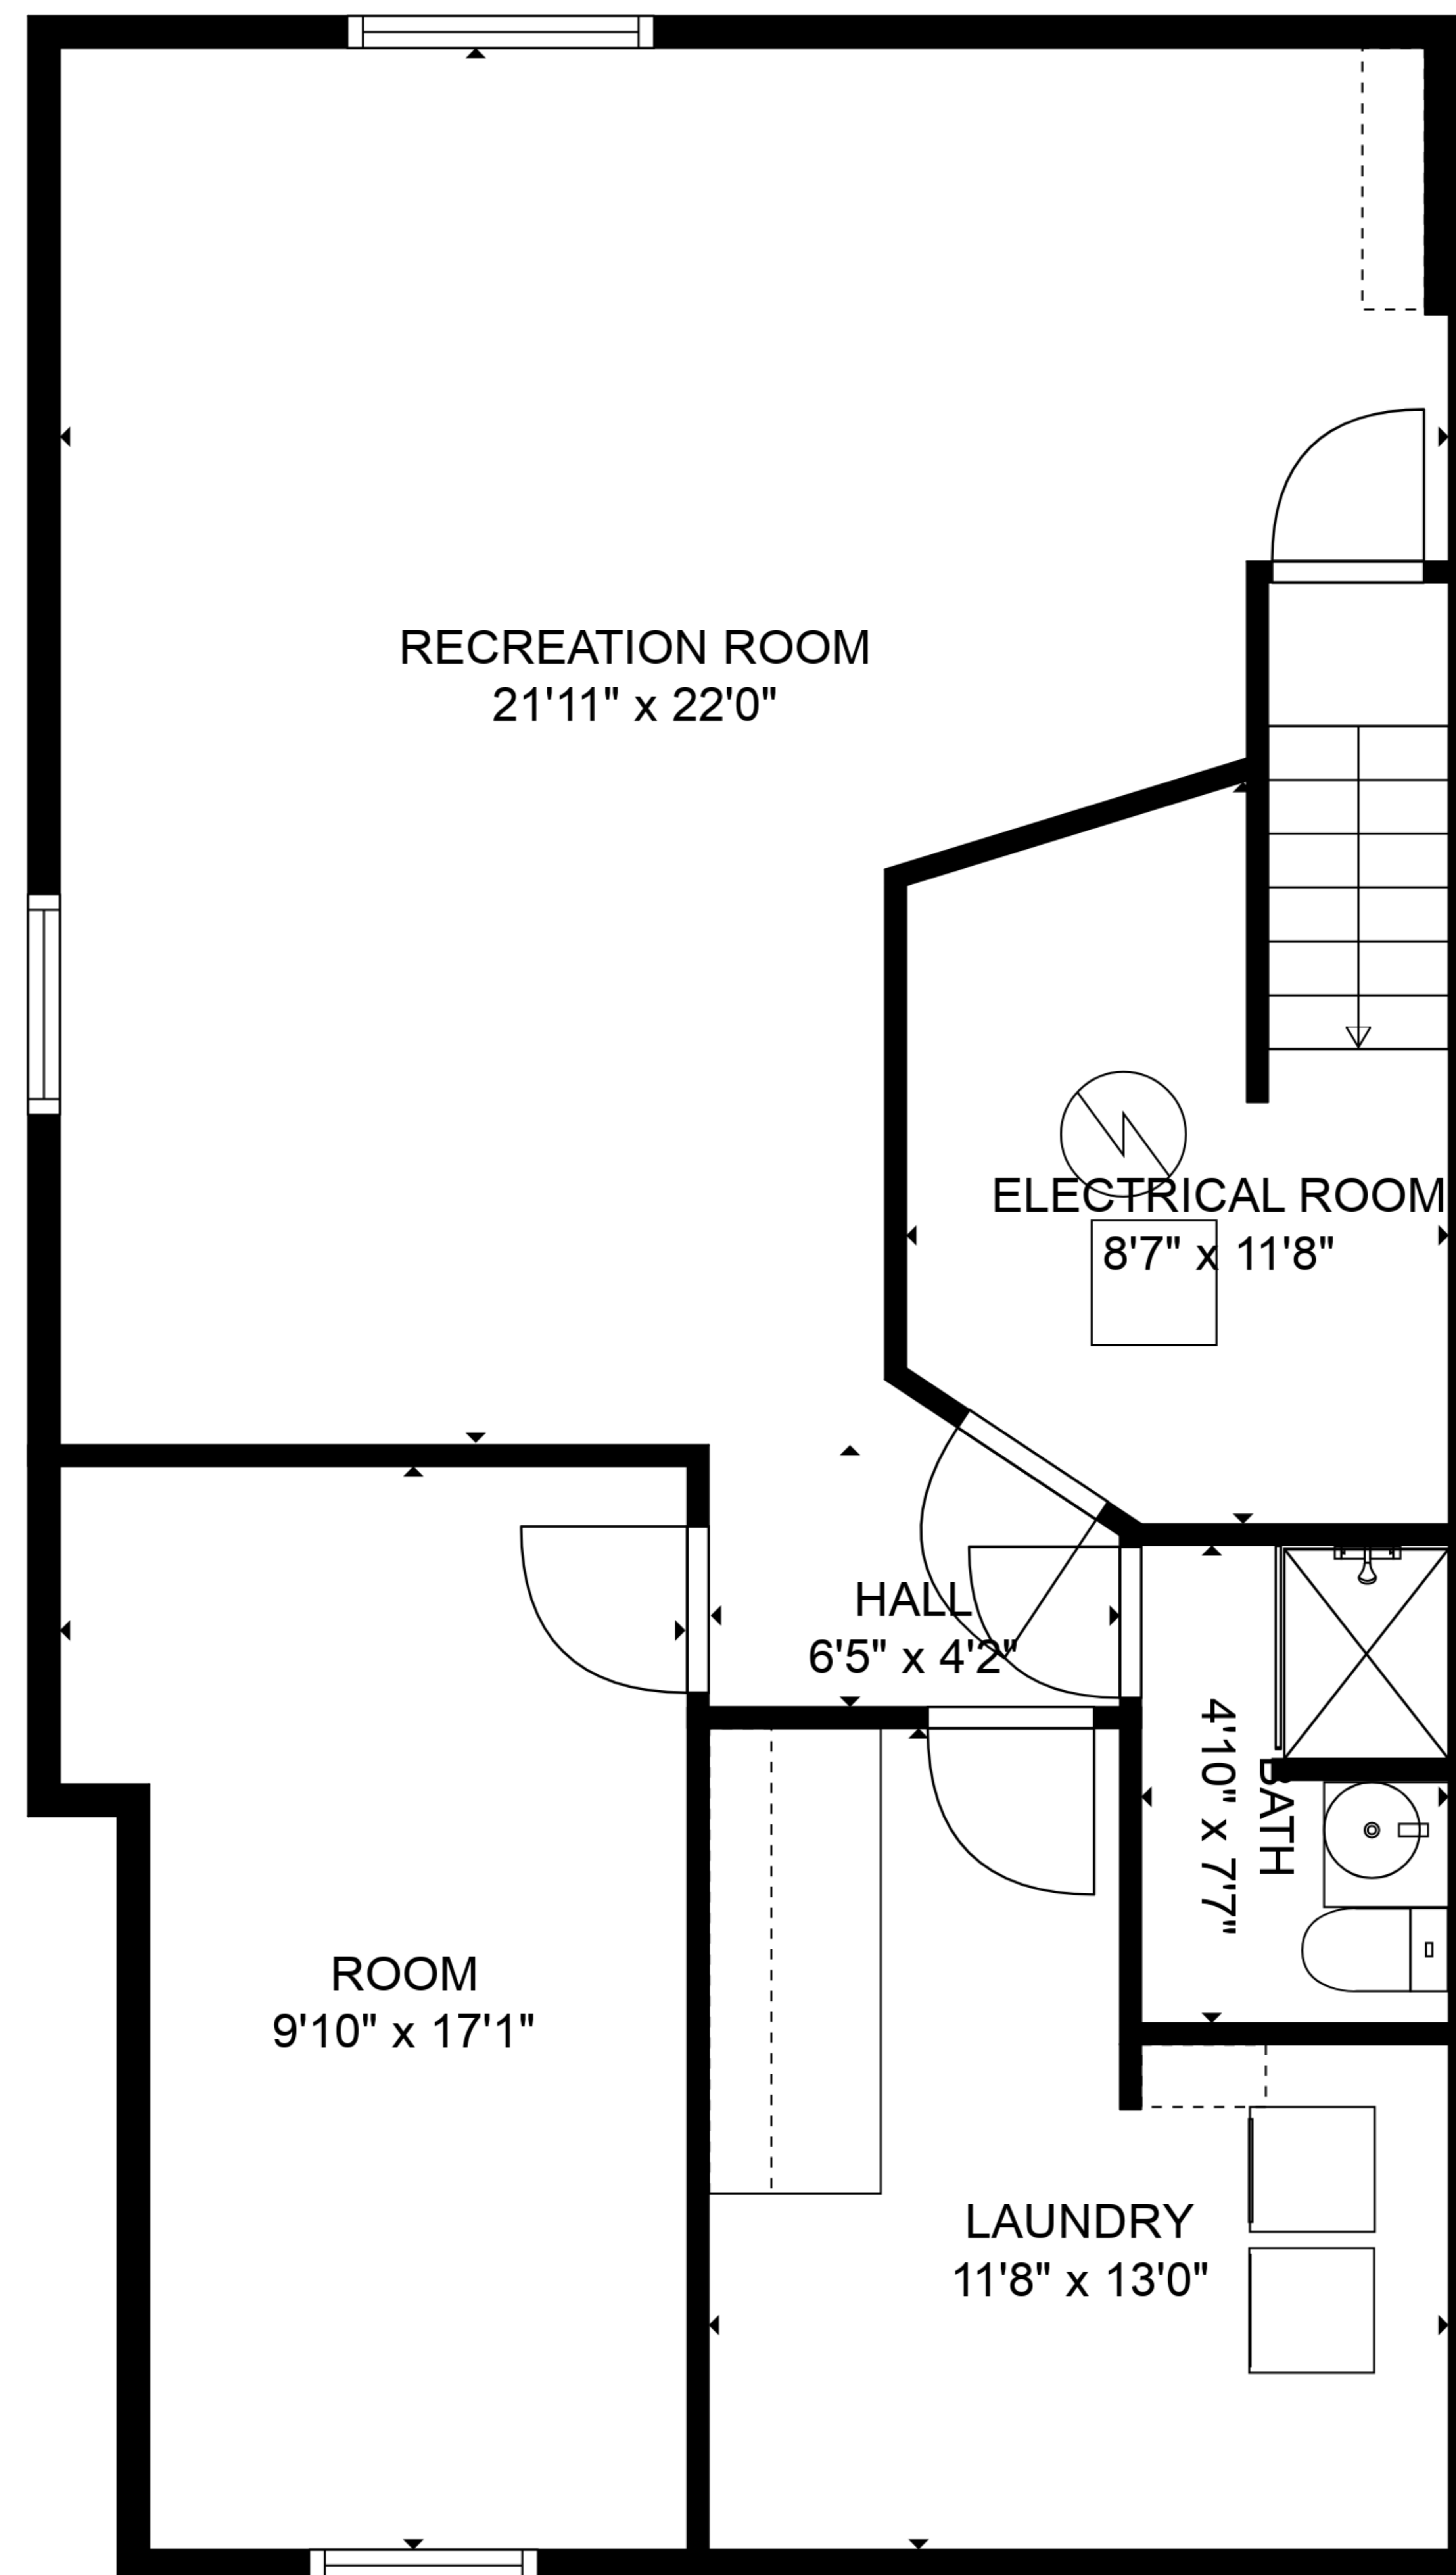 RECREATION ROOM
21'11" x 22'0"
ELECTRICAL ROOM
8'7" x 11'8"
HALL
6'5" x 4'2"
BATH
4'10" x 7'7"
ROOM
9'10" x 17'1"
LAUNDRY
11'8" x 13'0"